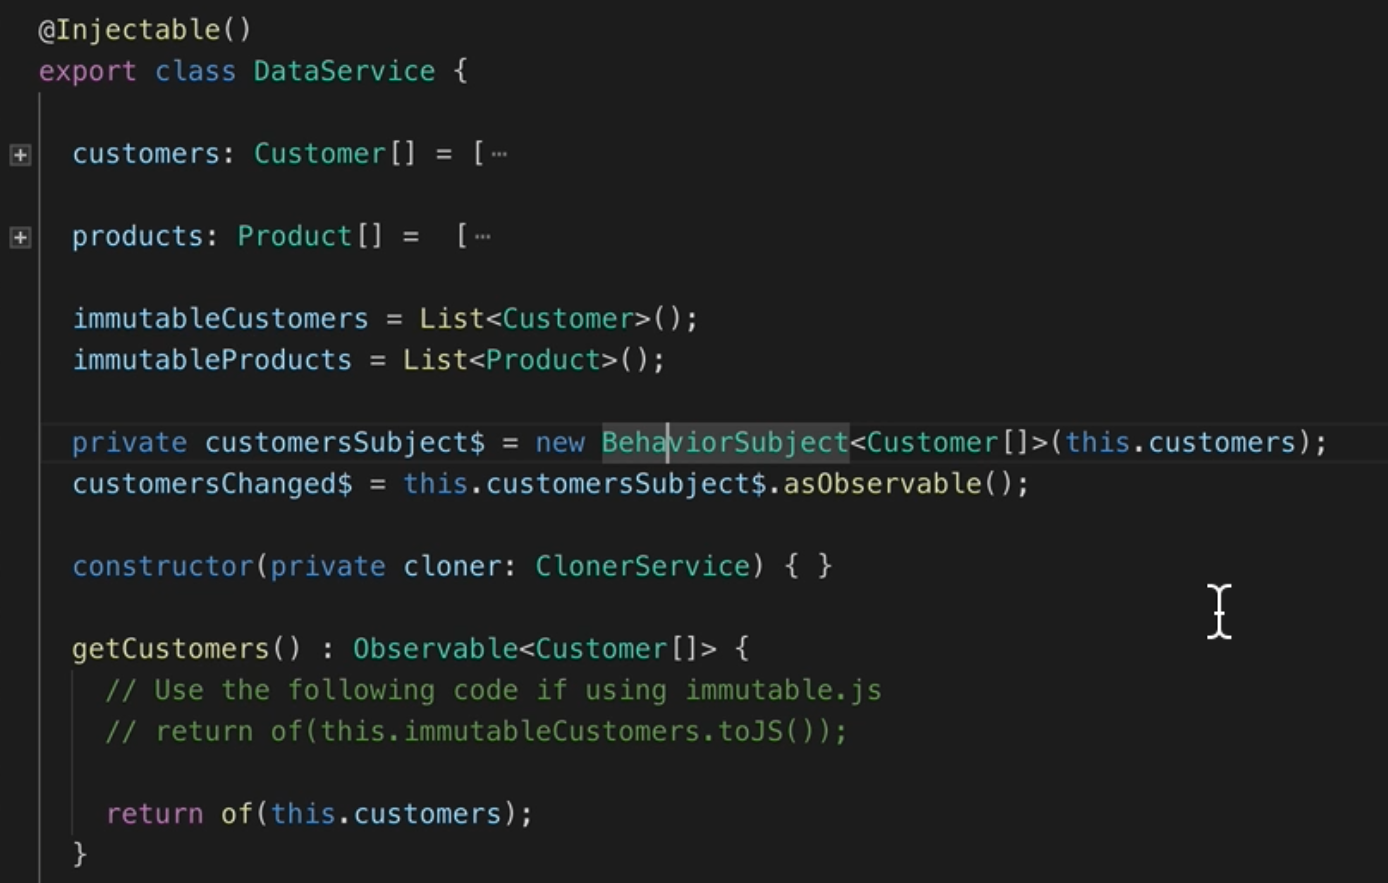 @Injectable()
export class DataService {
customers: Customer[] = [⋯
products: Product[] =  [⋯
immutableCustomers = List<Customer>();
immutableProducts = List<Product>();
private customersSubject$ = new BehaviorSubject<Customer[]>(this.customers);
customersChanged$ = this.customersSubject$.asObservable();
constructor(private cloner: ClonerService) { }
getCustomers() : Observable<Customer[]> {
// Use the following code if using immutable.js
// return of(this.immutableCustomers.toJS());
return of(this.customers);
}